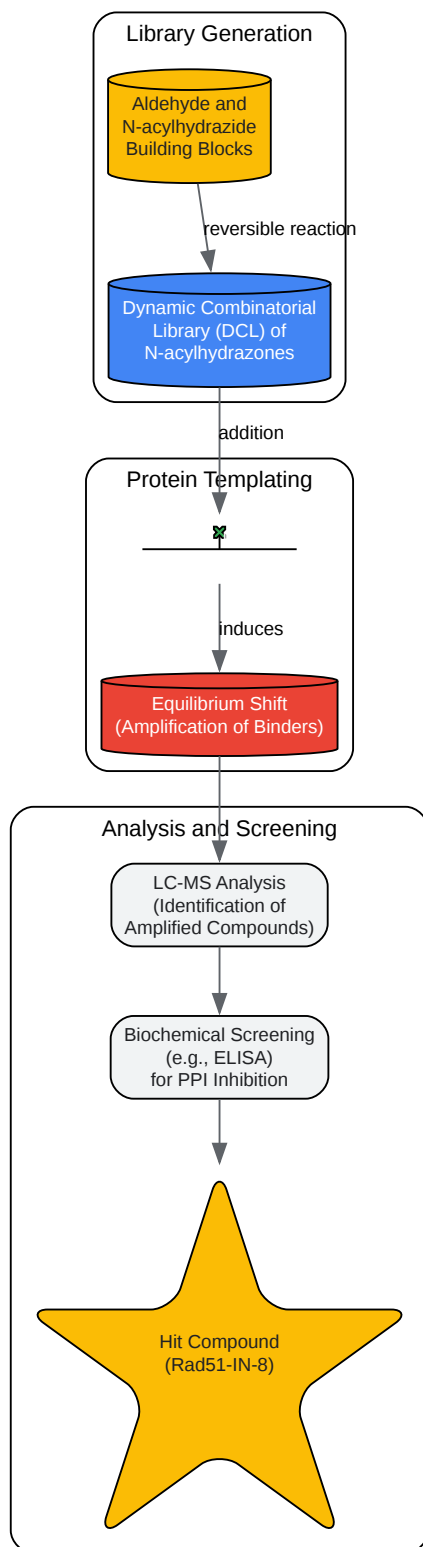 Library Generation
Aldehyde and
N-acylhydrazide
Building Blocks
reversible reaction
Dynamic Combinatorial
Library (DCL) of
N-acylhydrazones
addition
Protein Templating
induces
Equilibrium Shift
(Amplification of Binders)
Analysis and Screening
LC-MS Analysis
(Identification of
Amplified Compounds)
Biochemical Screening
(e.g., ELISA)
for PPI Inhibition
Hit Compound
(Rad51-IN-8)